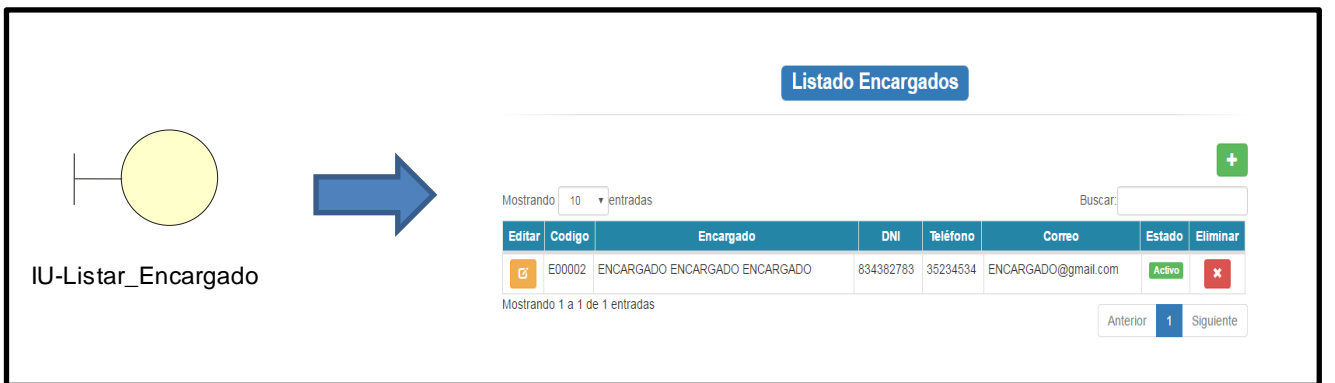 Listado Encargados
+
Mostrando 10 entradas
Buscar:
Editar Codigo Encargado DNI Teléfono Correo Estado Eliminar
E00002 ENCARGADO ENCARGADO ENCARGADO 834382783 35234534 ENCARGADO@gmail.com Activo
Mostrando 1 a 1 de 1 entradas
Anterior 1 Siguiente
IU-Listar_Encargado